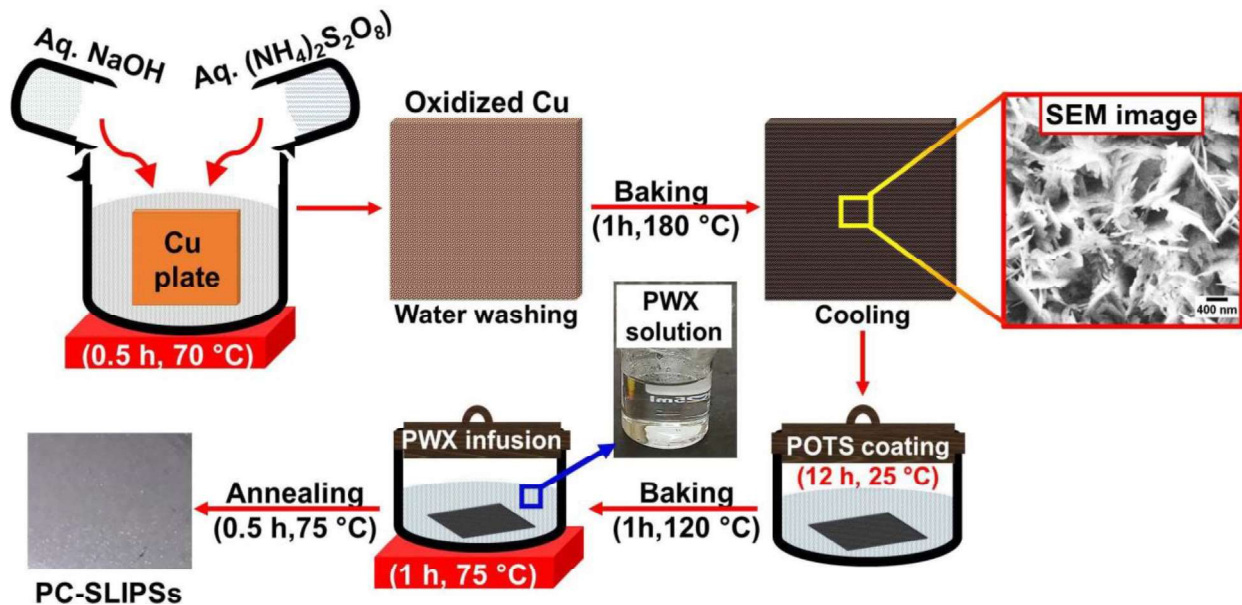 Aq. NaOH
Aq. (NH₄)₂S₂O₈)
Cu
plate
(0.5 h, 70 °C)
Oxidized Cu
Water washing
Baking
(1h,180 °C)
Cooling
SEM image
400 nm
POTS coating
(12 h, 25 °C)
Baking
(1h,120 °C)
PWX
solution
25ml
PWX infusion
(1 h, 75 °C)
Annealing
(0.5 h,75 °C)
PC-SLIPSs